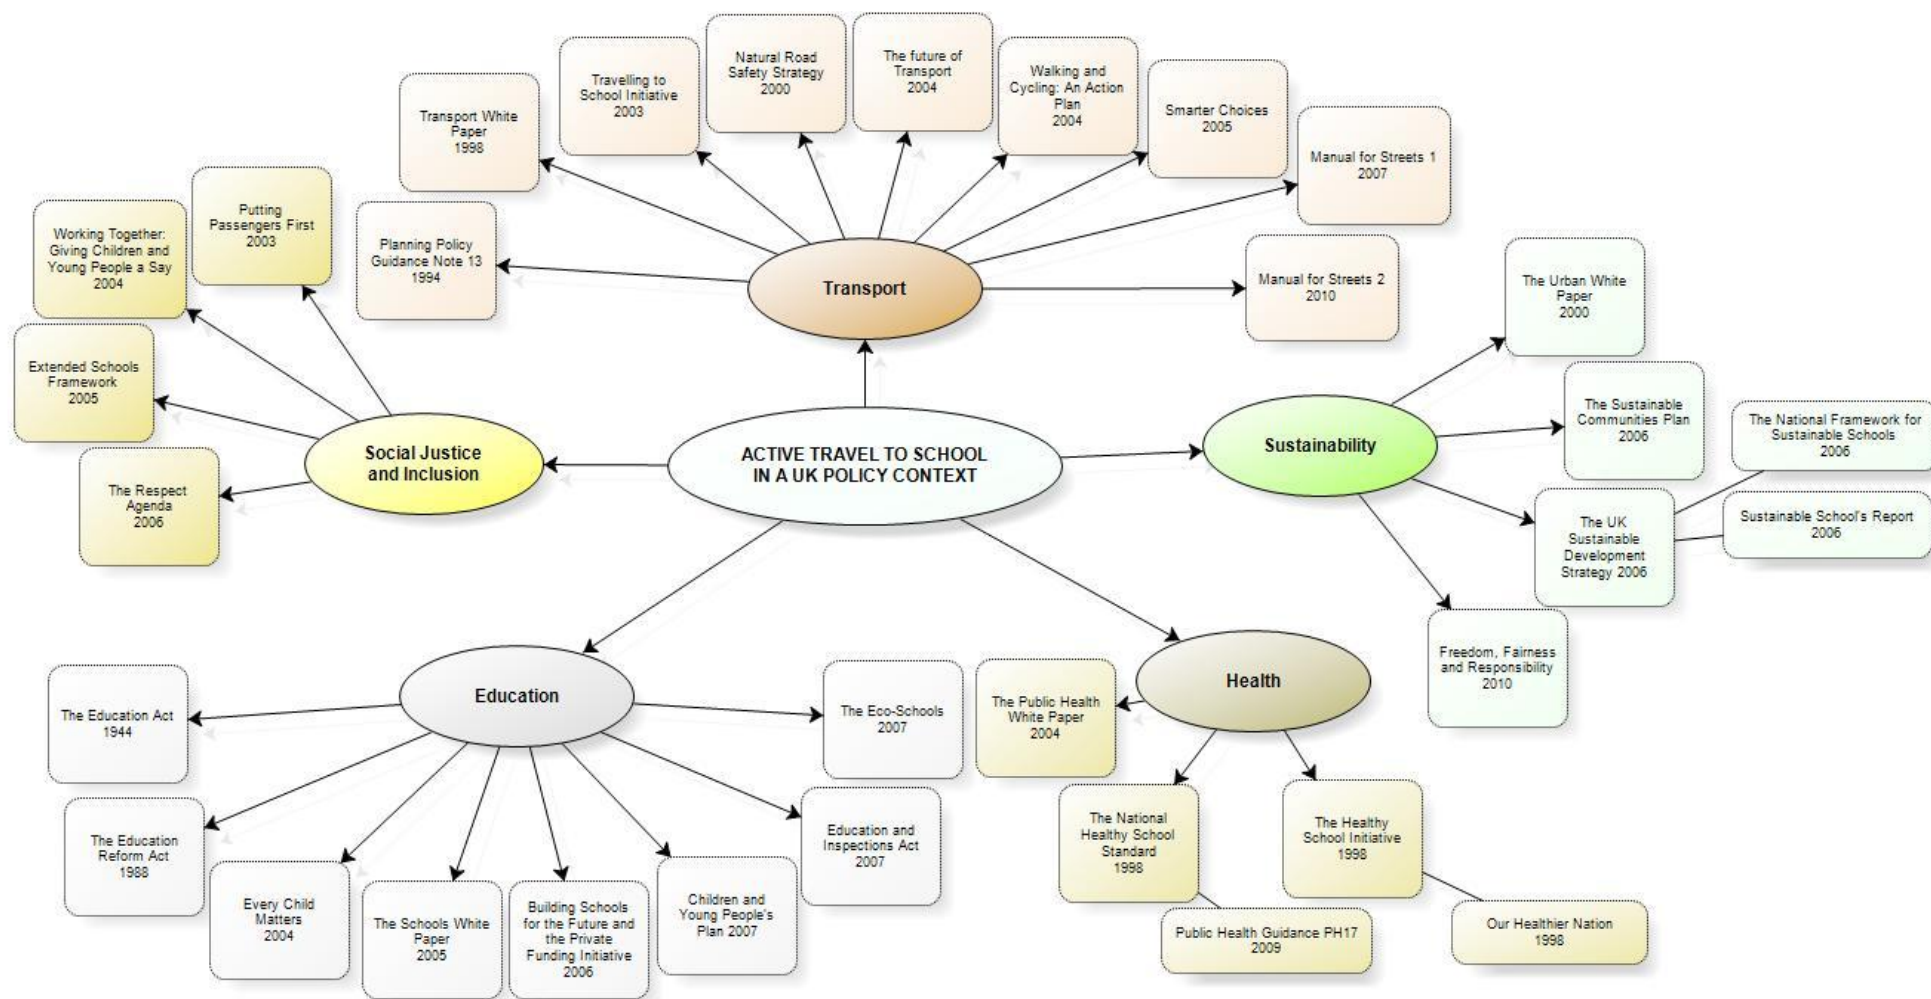 Natural Road
Safety Strategy
2000
The future of
Transport
2004
Travelling to
School Initiative
2003
Walking and
Cycling: An Action
Plan
2004
Smarter Choices
2005
Transport White
Paper
1998
Manual for Streets 1
2007
Putting
Passengers First
2003
Working Together:
Giving Children and
Young People a Say
2004
Planning Policy
Guidance Note 13
1994
Transport
Manual for Streets 2
2010
The Urban White
Paper
2000
Extended Schools
Framework
2005
The Sustainable
Communities Plan
2006
The National Framework for
Sustainable Schools
2006
Social Justice
and Inclusion
ACTIVE TRAVEL TO SCHOOL
IN A UK POLICY CONTEXT
Sustainability
The Respect
Agenda
2006
The UK
Sustainable
Development
Strategy 2006
Sustainable School's Report
2006
Freedom, Fairness
and Responsibility
2010
Education
Health
The Education Act
1944
The Eco-Schools
2007
The Public Health
White Paper
2004
The Education
Reform Act
1988
Education and
Inspections Act
2007
The National
Healthy School
Standard
1998
The Healthy
School Initiative
1998
Every Child
Matters
2004
The Schools White
Paper
2005
Building Schools
for the Future and
the Private
Funding Initiative
2006
Children and
Young People's
Plan 2007
Public Health Guidance PH17
2009
Our Healthier Nation
1998